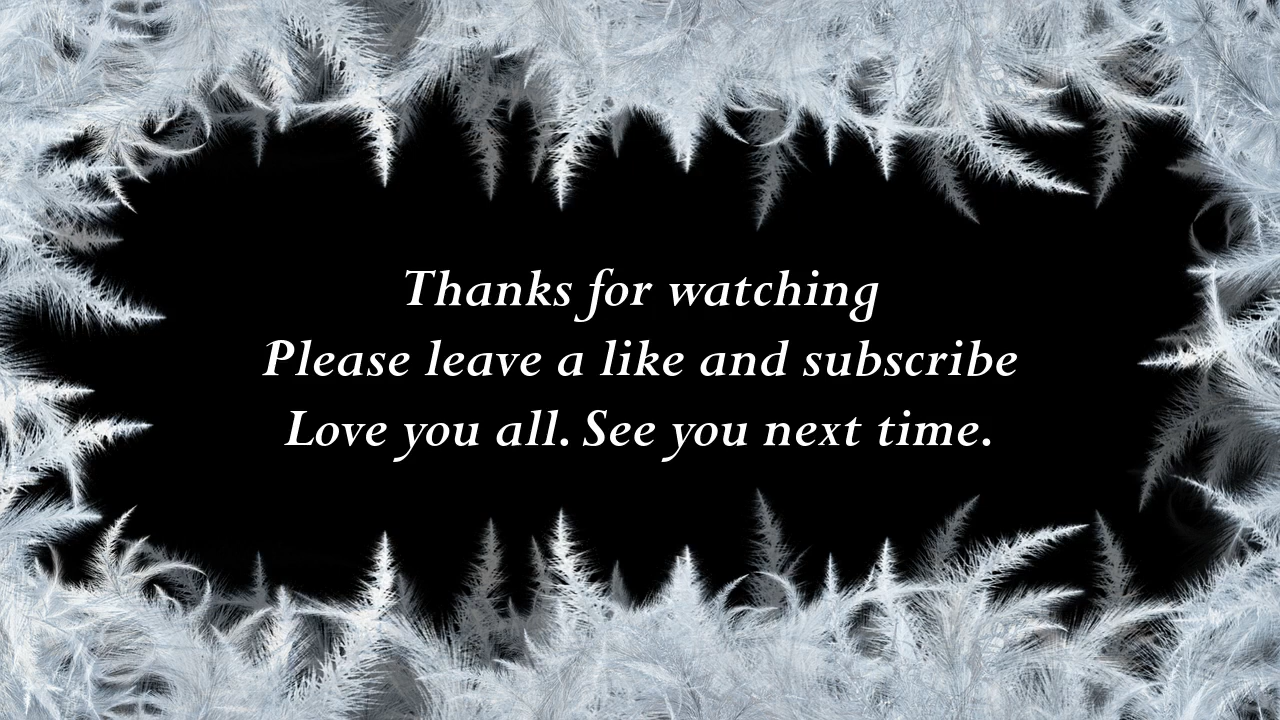 Thanks for watching
Please leave a like and subscribe
Love you all. See you next time.